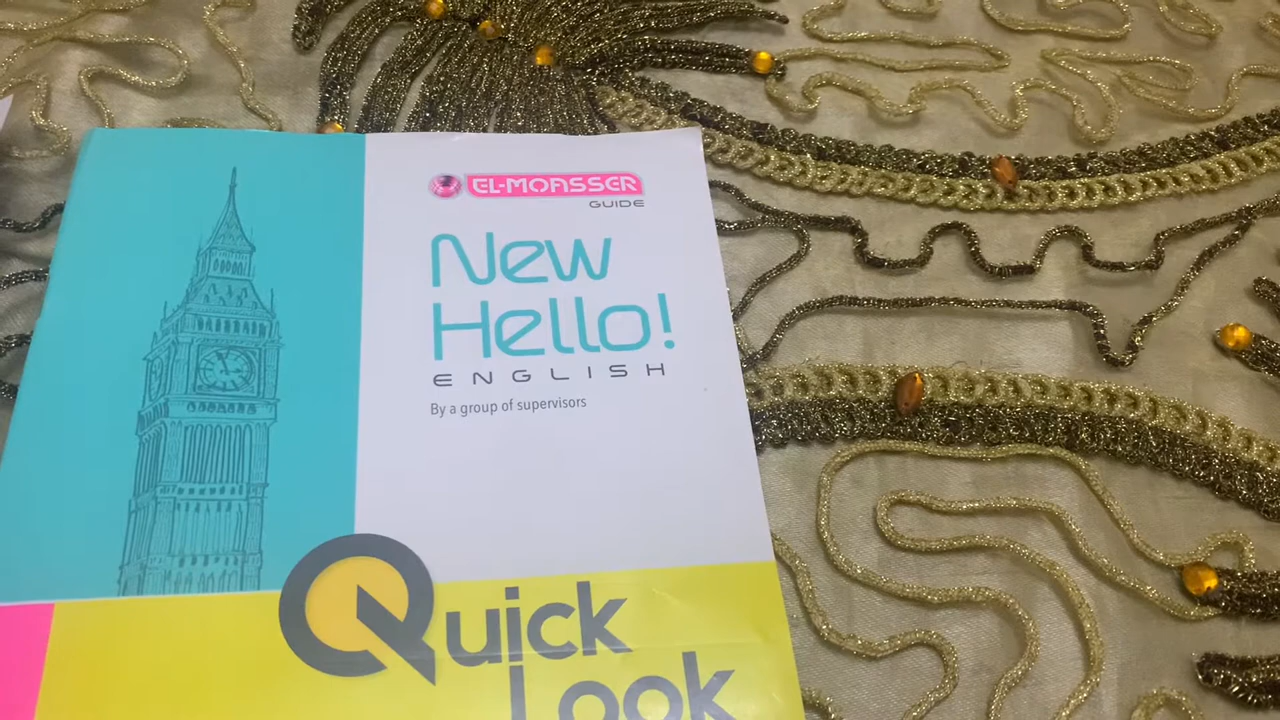 EL-MOASSER
GUIDE
New
Hello!
ENGLISH
By a group of supervisors
Quick
Look